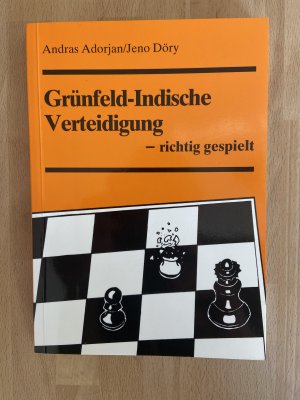 Andras Adorjan/Jeno Döry
Grünfeld-Indische
Verteidigung
– richtig gespielt